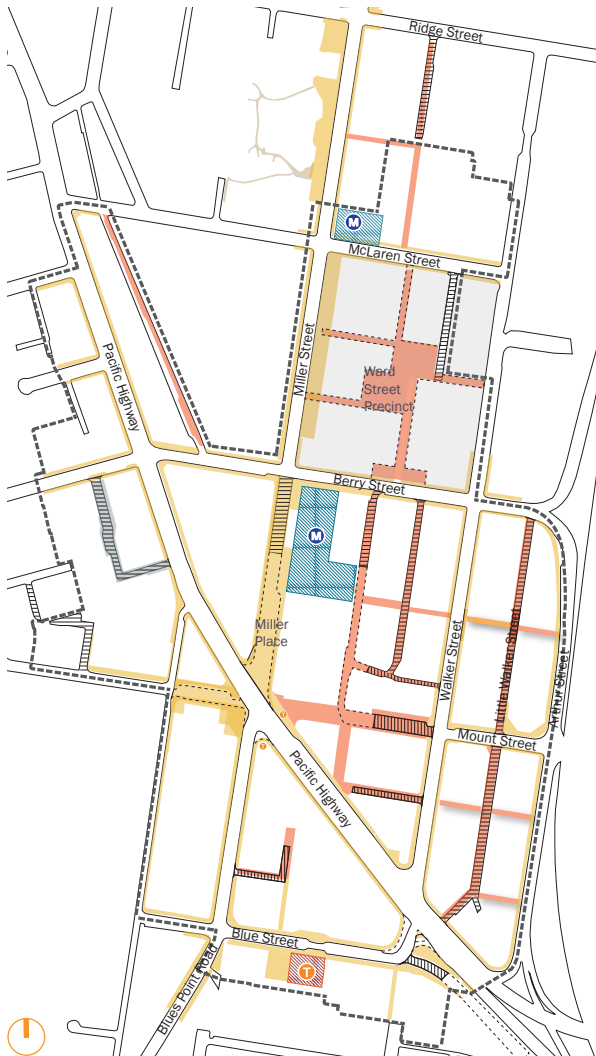 Ridge Street
M
McLaren Street
Miller Street
Pacific Highway
Ward
Street
Precinct
Berry Street
M
Miller
Place
Walker Street
Little Walker Street
Arthur Street
Mount Street
T
T
Pacific Highway
Blue Street
Blues Point Road
T